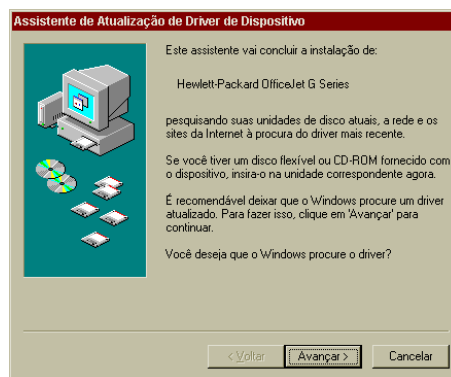 Assistente de Atualização de Driver de Dispositivo
Este assistente vai concluir a instalação de:
Hewlett-Packard OfficeJet G Series
pesquisando suas unidades de disco atuais, a rede e os
sites da Internet à procura do driver mais recente.
Se você tiver um disco flexível ou CD-ROM fornecido com
o dispositivo, insira-o na unidade correspondente agora.
É recomendável deixar que o Windows procure um driver
atualizado. Para fazer isso, clique em 'Avançar' para
continuar.
Você deseja que o Windows procure o driver?
< Voltar
Avançar >
Cancelar